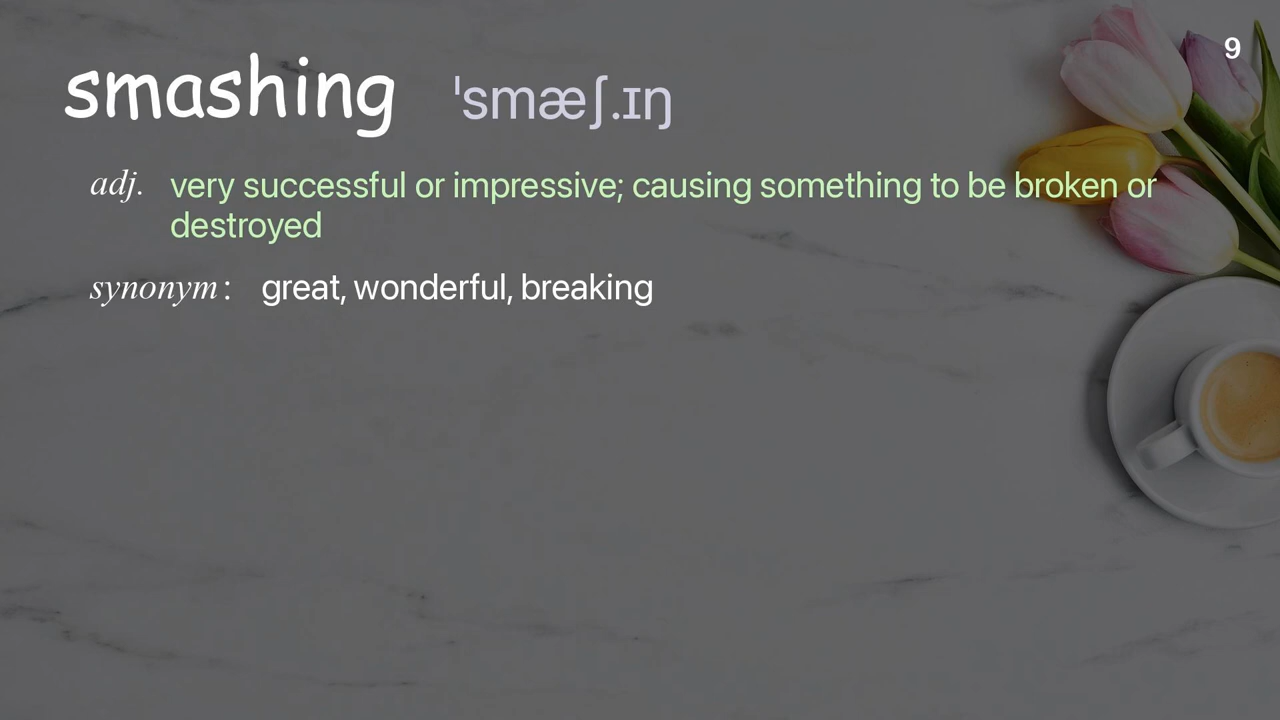 9
smashing ˈsmæʃ.ɪŋ
adj. very successful or impressive; causing something to be broken or
destroyed
synonym: great, wonderful, breaking